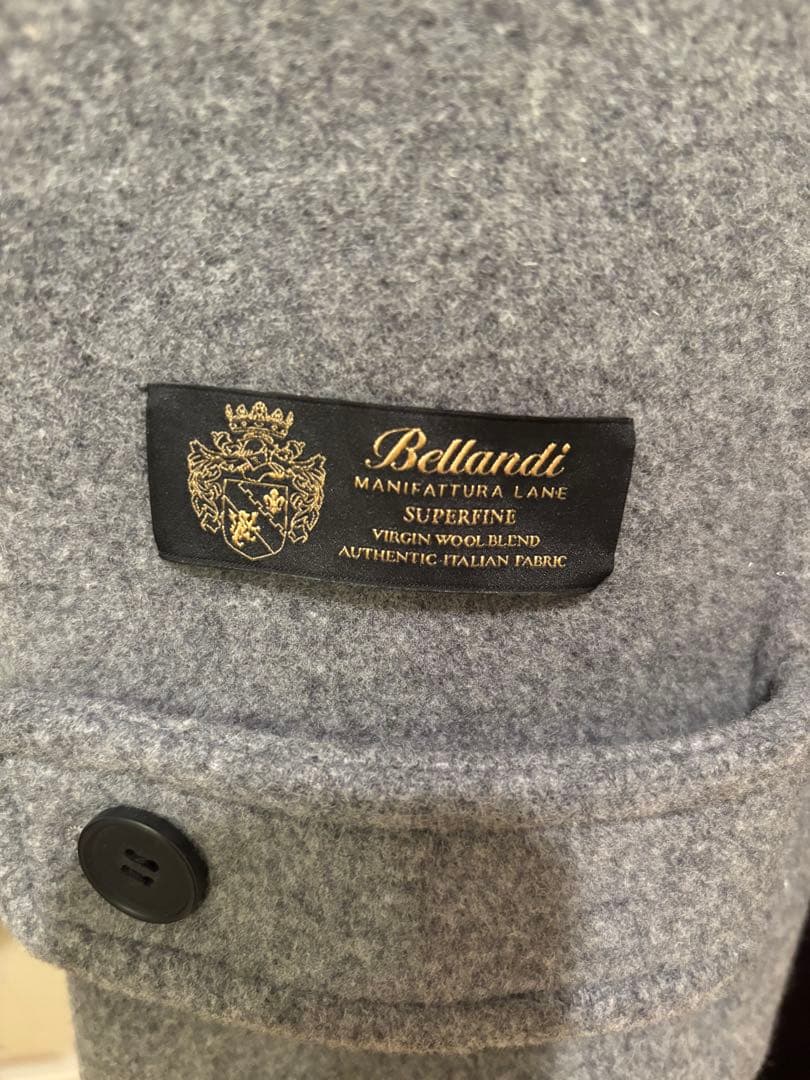 Bellandi
MANIFATTURA LANE
SUPERFINE
VIRGIN WOOL BLEND
AUTHENTIC ITALIAN FABRIC